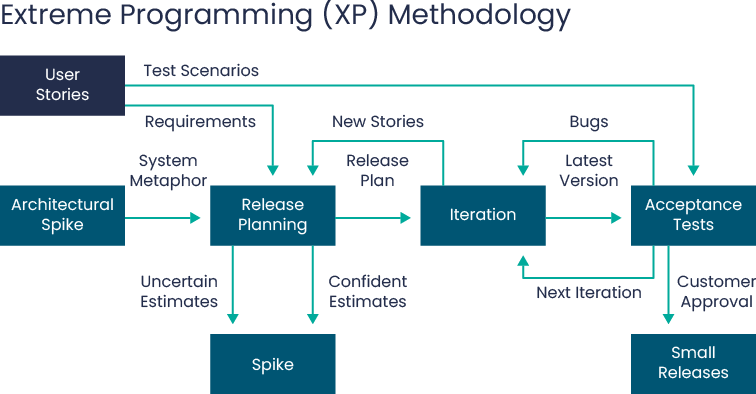 Extreme Programming (XP) Methodology
User
Stories
Test Scenarios
Requirements
New Stories
Bugs
System
Metaphor
Release
Plan
Latest
Version
Architectural
Spike
Release
Planning
Iteration
Acceptance
Tests
Uncertain
Estimates
Confident
Estimates
Next Iteration
Customer
Approval
Spike
Small
Releases